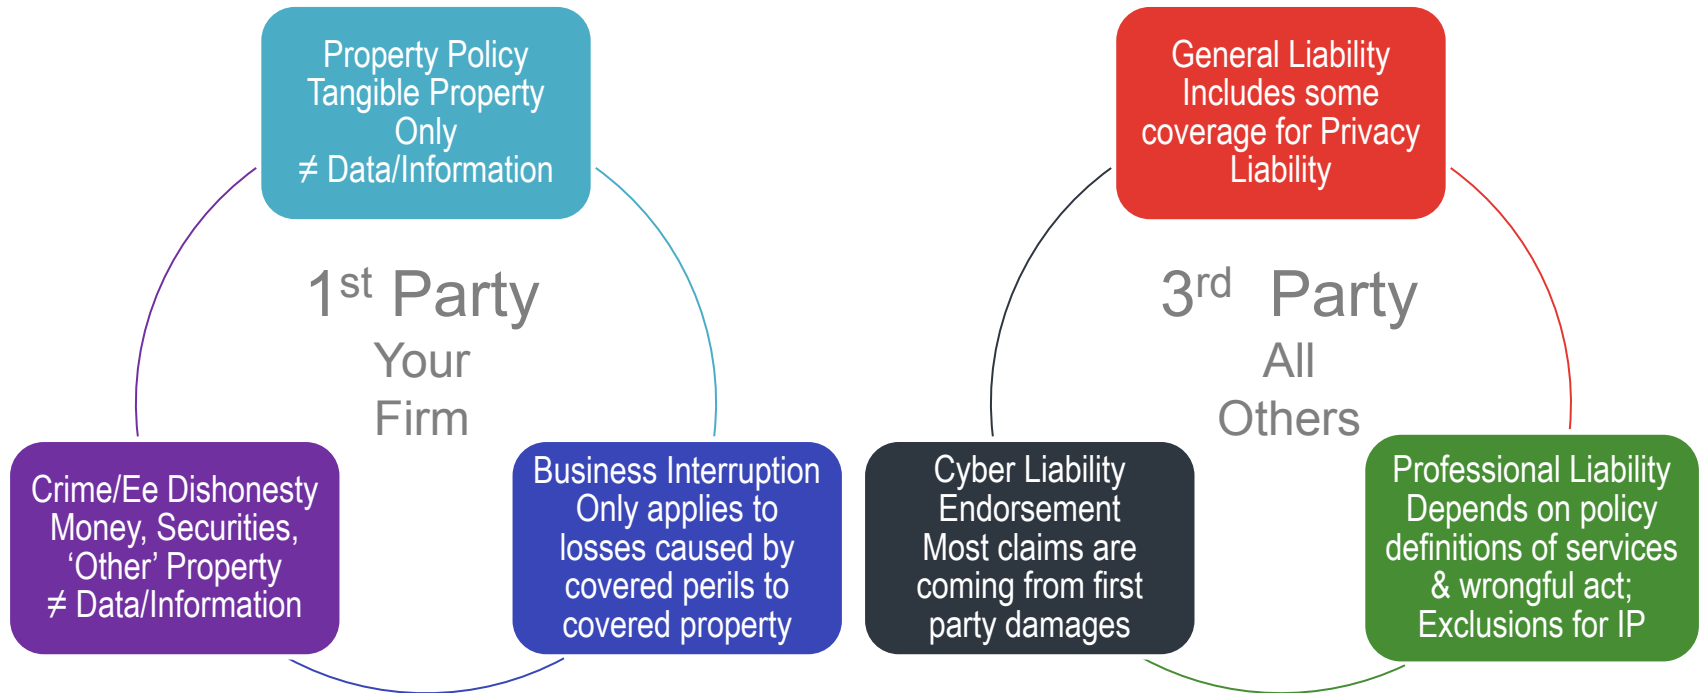 Property Policy
Tangible Property
Only
≠ Data/Information
1st Party
Your
Firm
Crime/Ee Dishonesty
Money, Securities,
‘Other’ Property
≠ Data/Information
Business Interruption
Only applies to
losses caused by
covered perils to
covered property
General Liability
Includes some
coverage for Privacy
Liability
3rd Party
All
Others
Cyber Liability
Endorsement
Most claims are
coming from first
party damages
Professional Liability
Depends on policy
definitions of services
& wrongful act;
Exclusions for IP